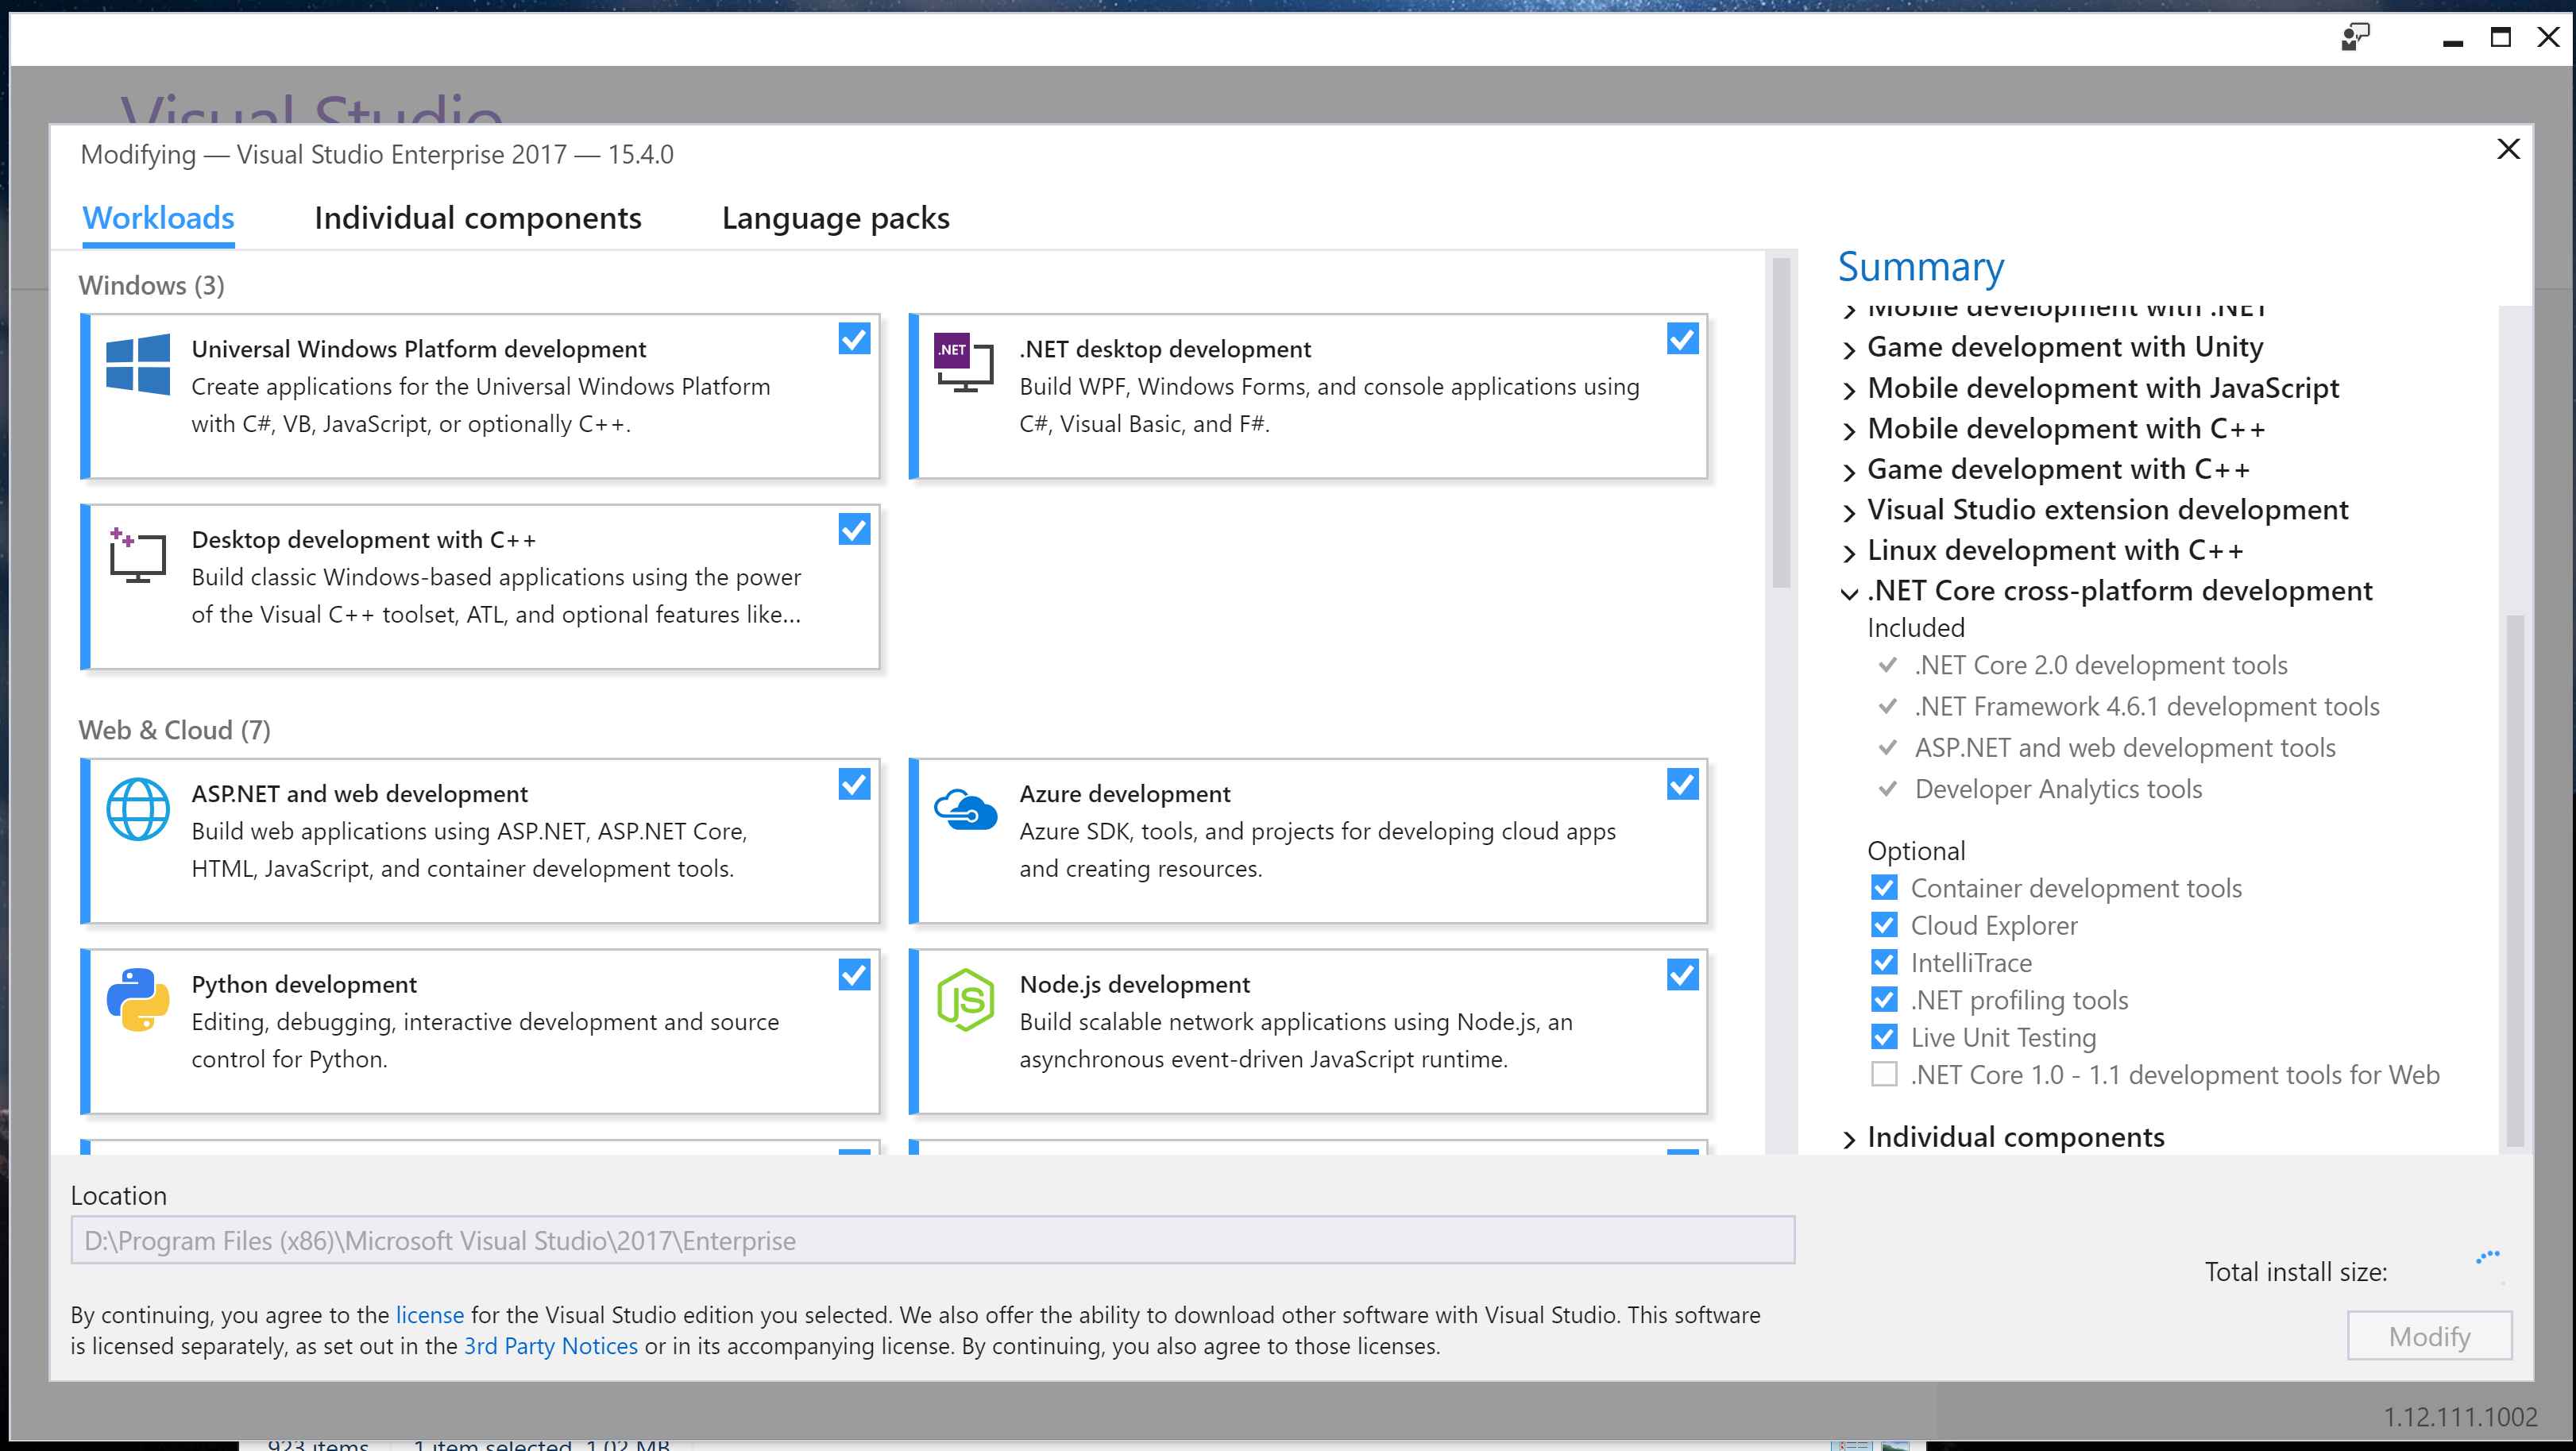 Visual Studio
Modifying — Visual Studio Enterprise 2017 — 15.4.0
Workloads
Individual components
Language packs
Windows (3)
Universal Windows Platform development
Create applications for the Universal Windows Platform
with C#, VB, JavaScript, or optionally C++.
.NET
.NET desktop development
Build WPF, Windows Forms, and console applications using
C#, Visual Basic, and F#.
Desktop development with C++
Build classic Windows-based applications using the power
of the Visual C++ toolset, ATL, and optional features like...
Web & Cloud (7)
ASP.NET and web development
Build web applications using ASP.NET, ASP.NET Core,
HTML, JavaScript, and container development tools.
Azure development
Azure SDK, tools, and projects for developing cloud apps
and creating resources.
Python development
Editing, debugging, interactive development and source
control for Python.
JS
Node.js development
Build scalable network applications using Node.js, an
asynchronous event-driven JavaScript runtime.
Summary
Mobile development with .NET
Game development with Unity
Mobile development with JavaScript
Mobile development with C++
Game development with C++
Visual Studio extension development
Linux development with C++
.NET Core cross-platform development
Included
.NET Core 2.0 development tools
.NET Framework 4.6.1 development tools
ASP.NET and web development tools
Developer Analytics tools
Optional
Container development tools
Cloud Explorer
IntelliTrace
.NET profiling tools
Live Unit Testing
.NET Core 1.0 - 1.1 development tools for Web
Individual components
Location
D:\Program Files (x86)\Microsoft Visual Studio\2017\Enterprise
By continuing, you agree to the license for the Visual Studio edition you selected. We also offer the ability to download other software with Visual Studio. This software
is licensed separately, as set out in the 3rd Party Notices or in its accompanying license. By continuing, you also agree to those licenses.
Total install size:
Modify
1.12.111.1002
923 items
1 item selected 1.02 MB